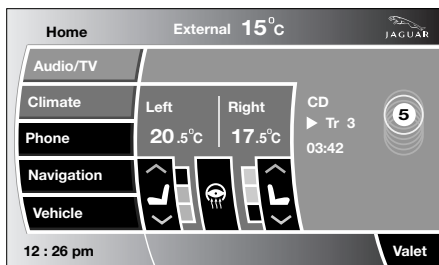 Home External 15°C JAGUAR
Audio/TV
Climate
Phone
Navigation
Vehicle
Left Right
20.5°C 17.5°C
CD
Tr 3
03:42
5
12 : 26 pm Valet